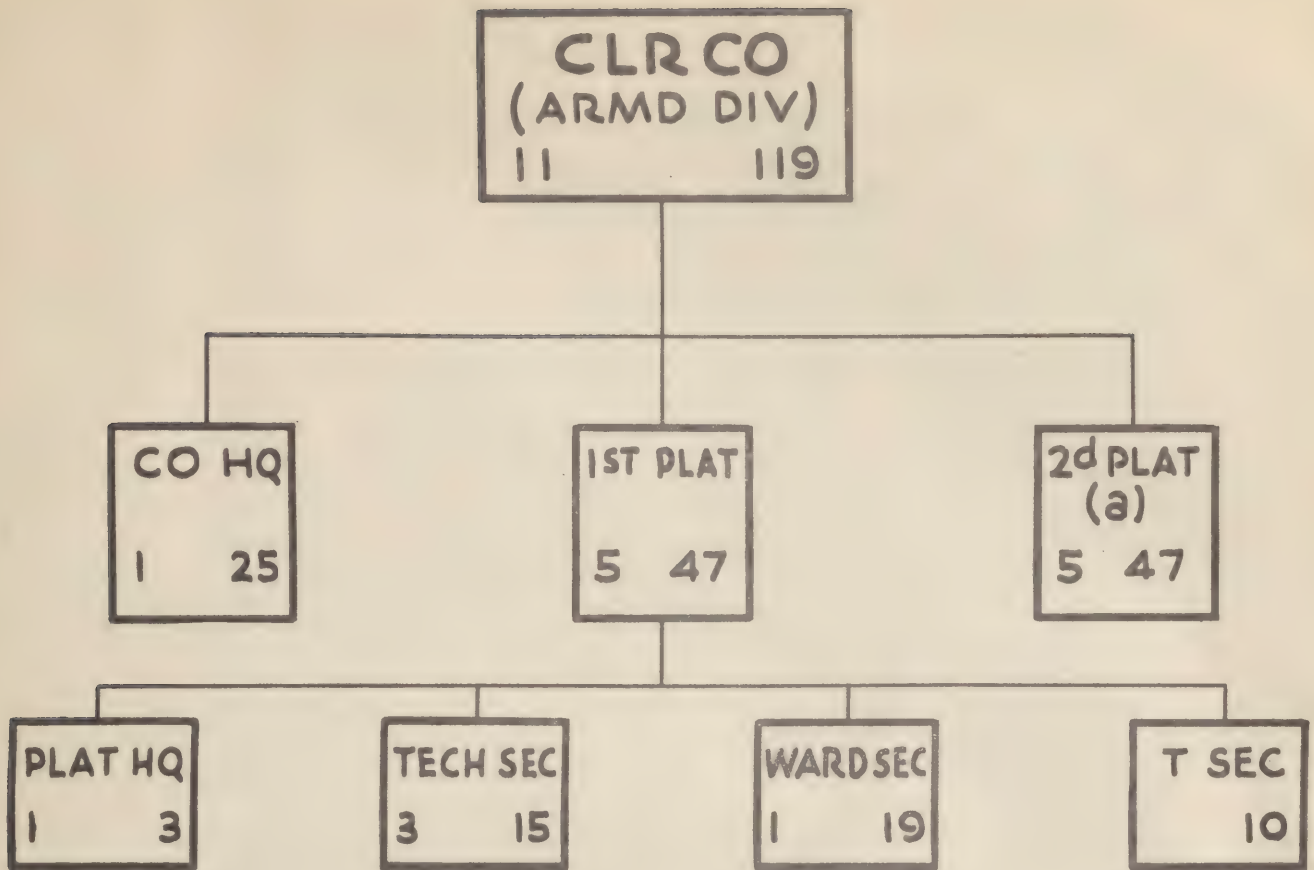 CLR CO
(ARMD DIV)
11 119
CO HQ
1 25
1ST PLAT
5 47
2d PLAT
(a)
5 47
PLAT HQ
1 3
TECH SEC
3 15
WARD SEC
1 19
T SEC
10